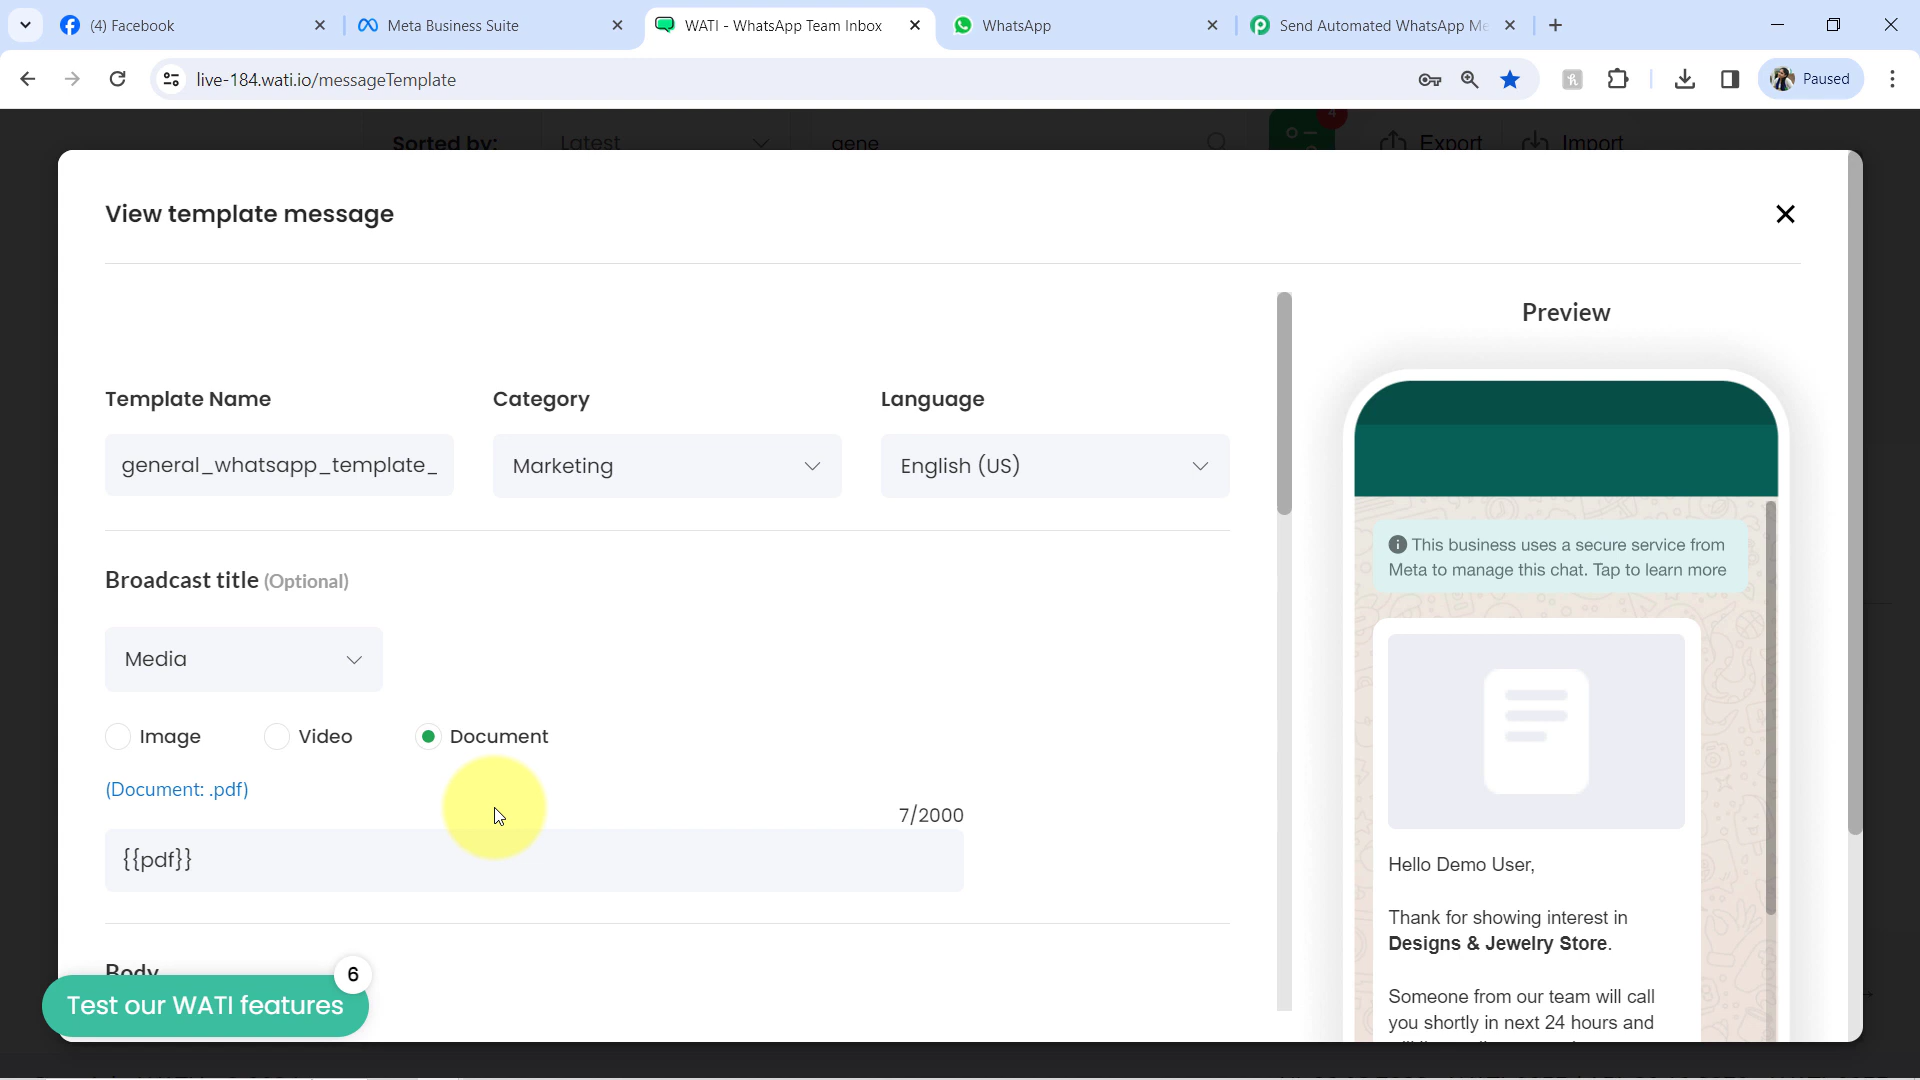 (4) Facebook
Meta Business Suite
WATI - WhatsApp Team Inbox
WhatsApp
Send Automated WhatsApp Me
live-184.wati.io/messageTemplate
Paused
Sorted by:
Latest
gene
4
Export
Import
View template message
Preview
Template Name
Category
Language
general_whatsapp_template_
Marketing
English (US)
This business uses a secure service from
Meta to manage this chat. Tap to learn more
Broadcast title (Optional)
Media
Image
Video
Document
(Document: .pdf)
7/2000
{{pdf}}
Hello Demo User,
Thank for showing interest in
Designs & Jewelry Store.
Someone from our team will call
you shortly in next 24 hours and
Body
6
Test our WATI features